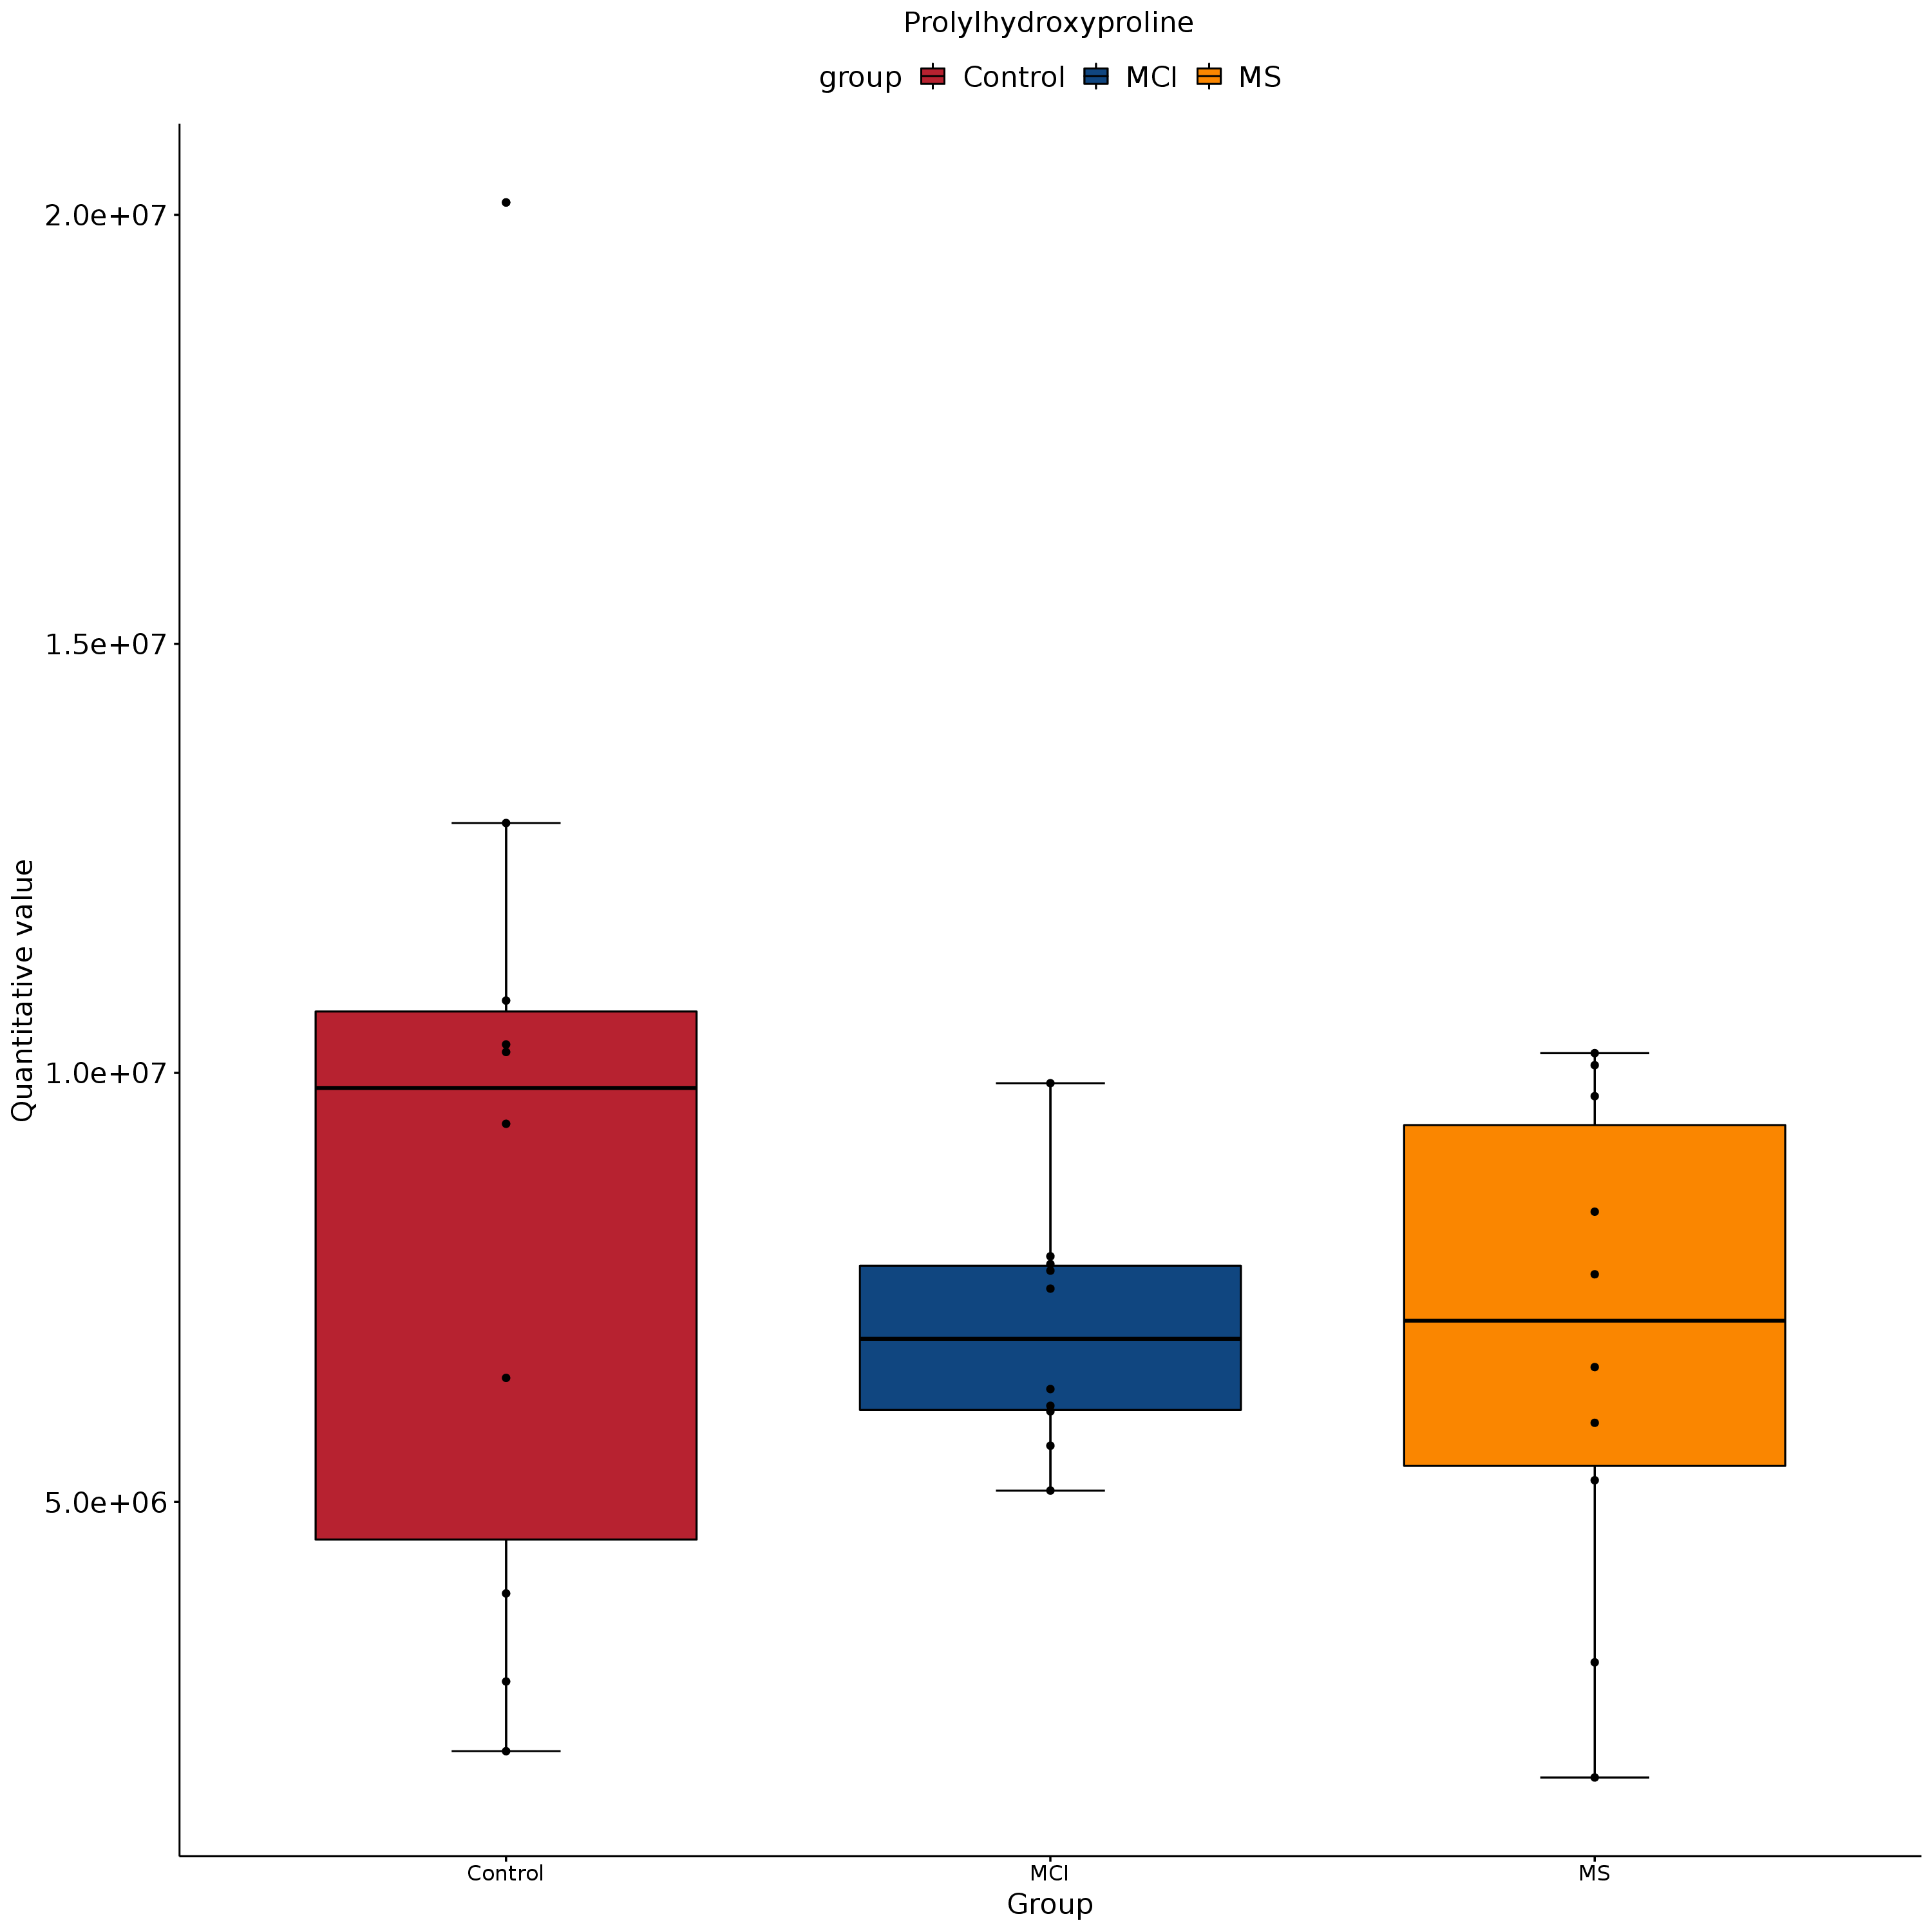 Prolylhydroxyproline
group Control MCI MS
2.0e+07
1.5e+07
1.0e+07
5.0e+06
Quantitative value
Control MCI MS
Group